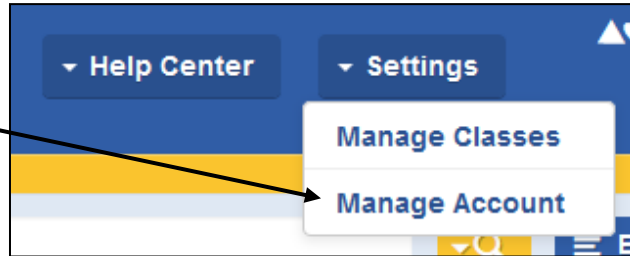 Help Center
Settings
Manage Classes
Manage Account